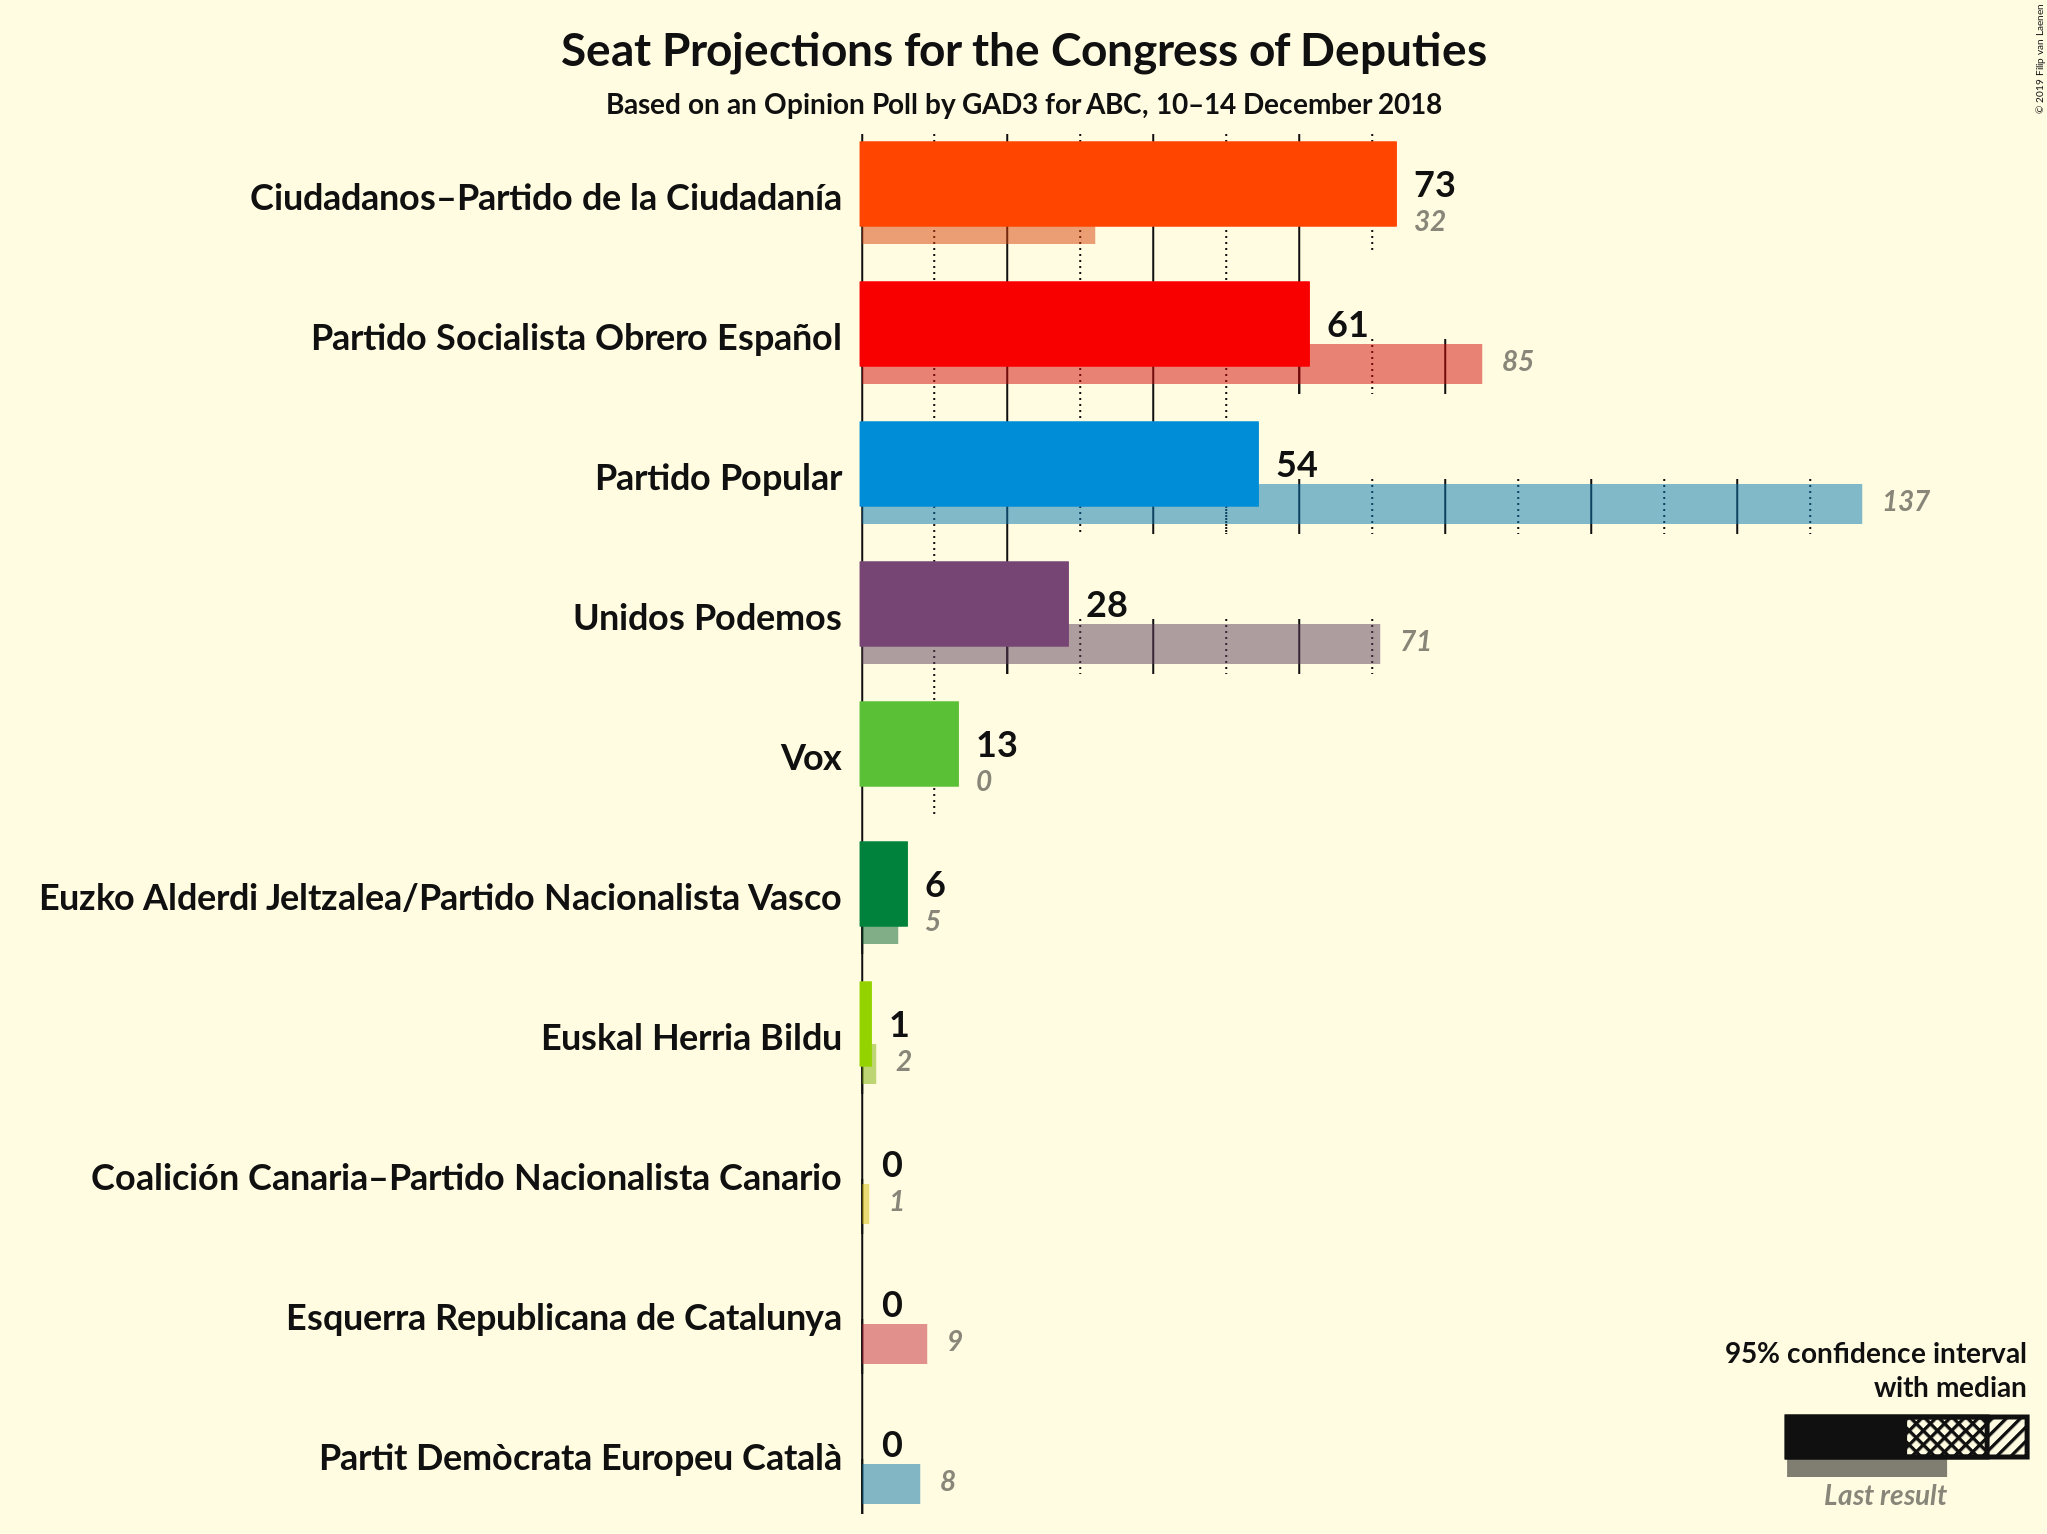 Seat Projections for the Congress of Deputies
Based on an Opinion Poll by GAD3 for ABC, 10–14 December 2018
© 2019 Filip van Laenen
Ciudadanos–Partido de la Ciudadanía
73
32
Partido Socialista Obrero Español
61
85
Partido Popular
54
137
Unidos Podemos
28
71
Vox
13
0
Euzko Alderdi Jeltzalea/Partido Nacionalista Vasco
6
5
Euskal Herria Bildu
1
2
Coalición Canaria–Partido Nacionalista Canario
0
1
Esquerra Republicana de Catalunya
0
9
Partit Demòcrata Europeu Català
0
8
95% confidence interval
with median
Last result